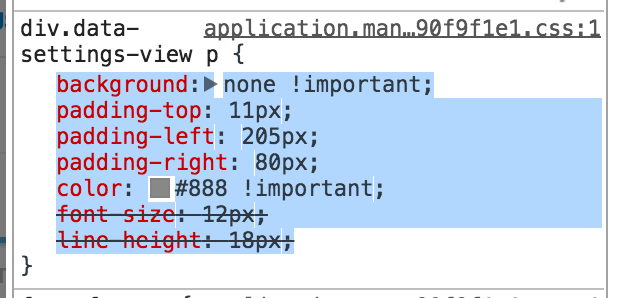 div.data- application.man…90f9f1e1.css:1
settings-view p {
background: none !important;
padding-top: 11px;
padding-left: 205px;
padding-right: 80px;
color: #888 !important;
font-size: 12px;
line-height: 18px;
}